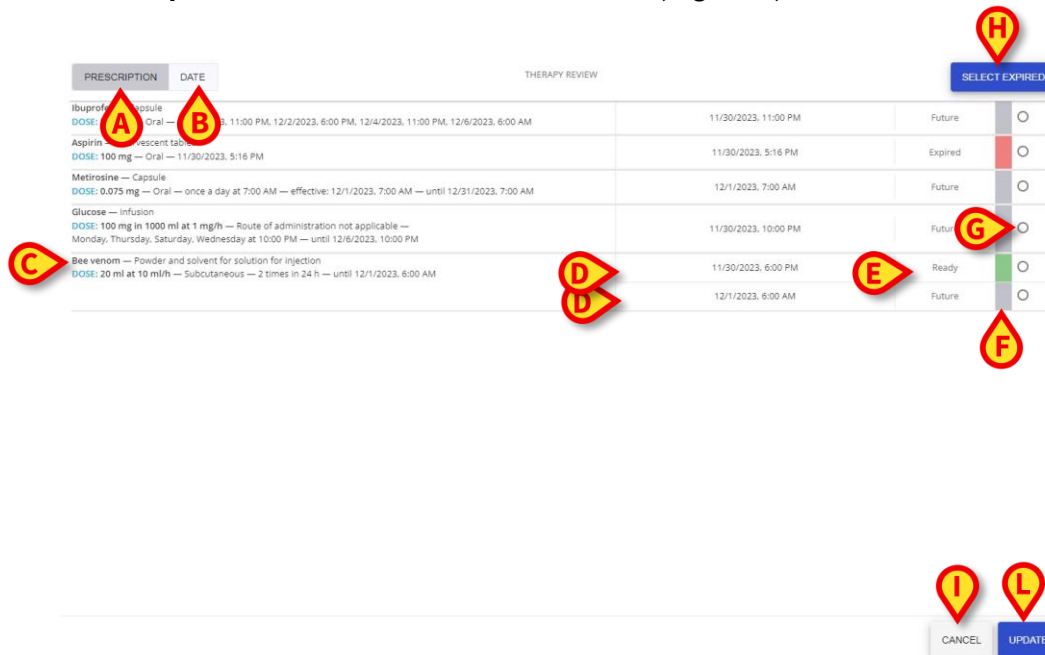 H
PRESCRIPTION DATE THERAPY REVIEW SELECT EXPIRED
Capsule 11/30/2023, 11:00 PM Future
DOSE: Oral — 11:00 PM, 12/2/2023, 6:00 PM, 12/4/2023, 11:00 PM, 12/6/2023, 6:00 AM
A B
Aspirin — 11/30/2023, 5:16 PM Expired
DOSE: 100 mg — Oral — 11/30/2023, 5:16 PM
Metirosine — Capsule 12/1/2023, 7:00 AM Future
DOSE: 0.075 mg — Oral — once a day at 7:00 AM — effective: 12/1/2023, 7:00 AM — until 12/31/2023, 7:00 AM
Glucose — Infusion
DOSE: 100 mg in 1000 ml at 1 mg/h — Route of administration not applicable — 11/30/2023, 10:00 PM G
Monday, Thursday, Saturday, Wednesday at 10:00 PM — until 12/6/2023, 10:00 PM
C Bee venom — Powder and solvent for solution for injection D 11/30/2023, 6:00 PM E Ready
DOSE: 20 ml at 10 ml/h — Subcutaneous — 2 times in 24 h — until 12/1/2023, 6:00 AM
D 12/1/2023, 6:00 AM Future
F
I L
CANCEL UPDATE